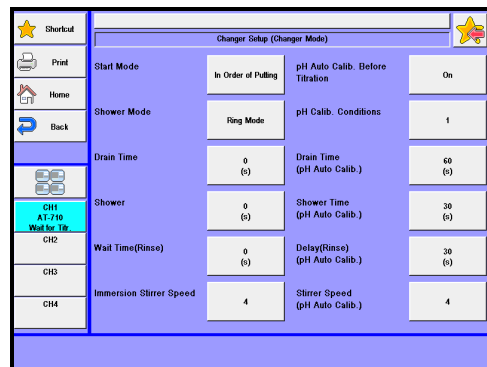 Shortcut
Print
Home
Back
CH1
AT-710
Wait for Titr.
CH2
CH3
CH4
Changer Setup (Changer Mode)
Start Mode
In Order of Putting
pH Auto Calib. Before
Titration
On
Shower Mode
Ring Mode
pH Calib. Conditions
1
Drain Time
0
(s)
Drain Time
(pH Auto Calib.)
60
(s)
Shower
0
(s)
Shower Time
(pH Auto Calib.)
30
(s)
Wait Time(Rinse)
0
(s)
Delay(Rinse)
(pH Auto Calib.)
30
(s)
Immersion Stirrer Speed
4
Stirrer Speed
(pH Auto Calib.)
4